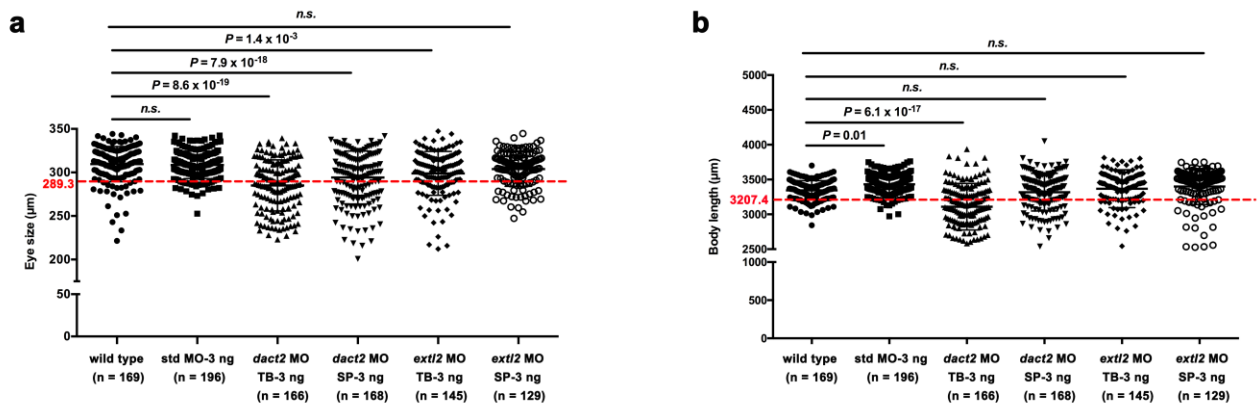 a
n.s.
P = 1.4 x 10-3
P = 7.9 x 10-18
P = 8.6 x 10-19
n.s.
Eye size (µm)
350
300
289.3
250
200
50
0
wild type
(n = 169)
std MO-3 ng
(n = 196)
dact2 MO
TB-3 ng
(n = 166)
dact2 MO
SP-3 ng
(n = 168)
extl2 MO
TB-3 ng
(n = 145)
extl2 MO
SP-3 ng
(n = 129)
b
n.s.
n.s.
n.s.
P = 6.1 x 10-17
P = 0.01
Body length (µm)
5000
4500
4000
3500
3207.4
3000
2500
1000
500
0
wild type
(n = 169)
std MO-3 ng
(n = 196)
dact2 MO
TB-3 ng
(n = 166)
dact2 MO
SP-3 ng
(n = 168)
extl2 MO
TB-3 ng
(n = 145)
extl2 MO
SP-3 ng
(n = 129)